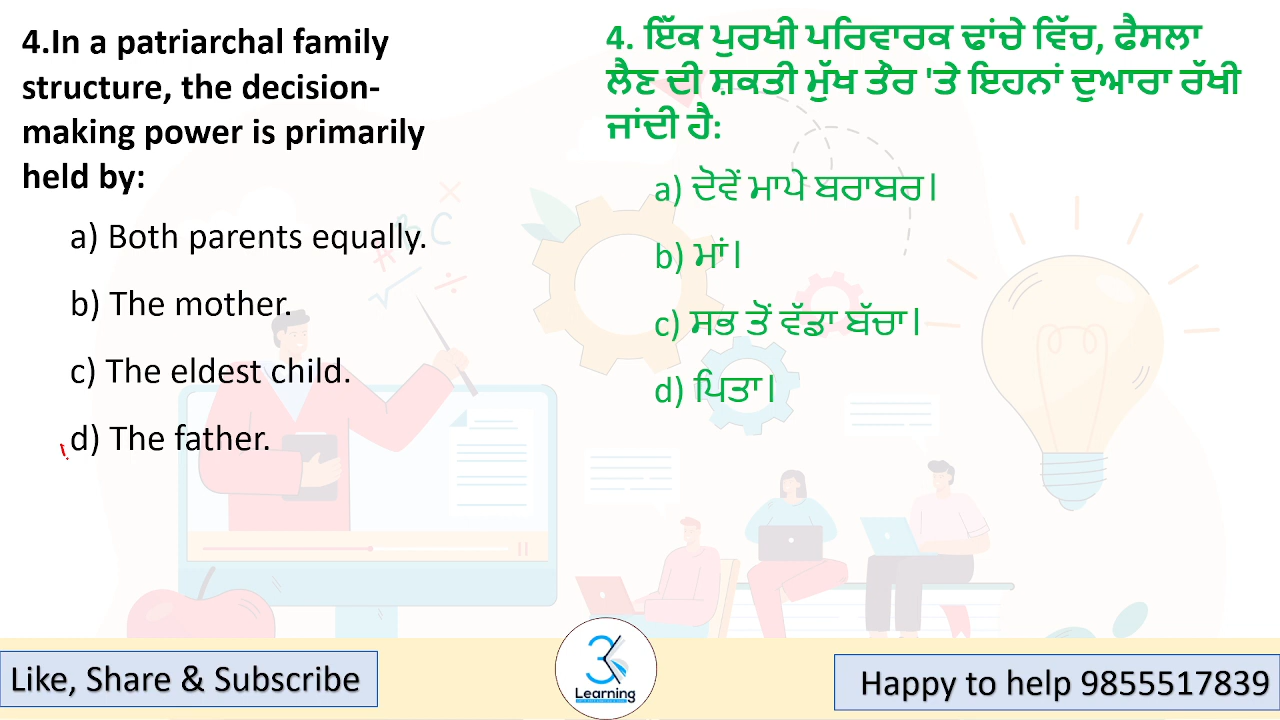 4.In a patriarchal family
structure, the decision-
making power is primarily
held by:
a) Both parents equally.
b) The mother.
c) The eldest child.
d) The father.
4. ਇੱਕ ਪੁਰਖੀ ਪਰਿਵਾਰਕ ਢਾਂਚੇ ਵਿੱਚ, ਫੈਸਲਾ
ਲੈਣ ਦੀ ਸ਼ਕਤੀ ਮੁੱਖ ਤੌਰ 'ਤੇ ਇਹਨਾਂ ਦੁਆਰਾ ਰੱਖੀ
ਜਾਂਦੀ ਹੈ:
a) ਦੋਵੇਂ ਮਾਪੇ ਬਰਾਬਰ।
b) ਮਾਂ।
c) ਸਭ ਤੋਂ ਵੱਡਾ ਬੱਚਾ।
d) ਪਿਤਾ।
Like, Share & Subscribe
3
Learning
Happy to help 9855517839